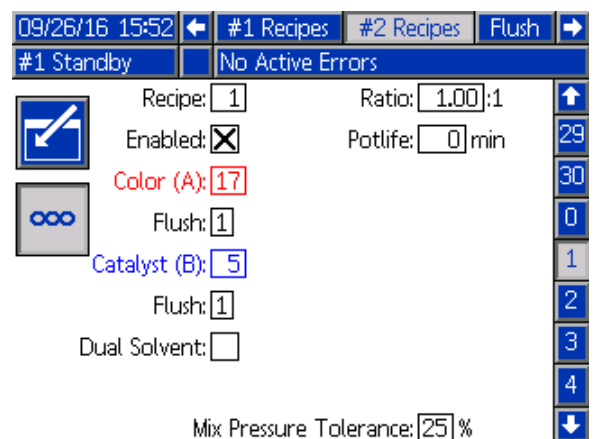 09/26/16 15:52 #1 Recipes #2 Recipes Flush
#1 Standby No Active Errors
Recipe: 1 Ratio: 1.00:1
29
Enabled: Potlife: 0 min
30
Color (A): 17
0
Flush: 1
1
Catalyst (B): 5
2
Flush: 1
3
Dual Solvent:
4
Mix Pressure Tolerance: 25 %